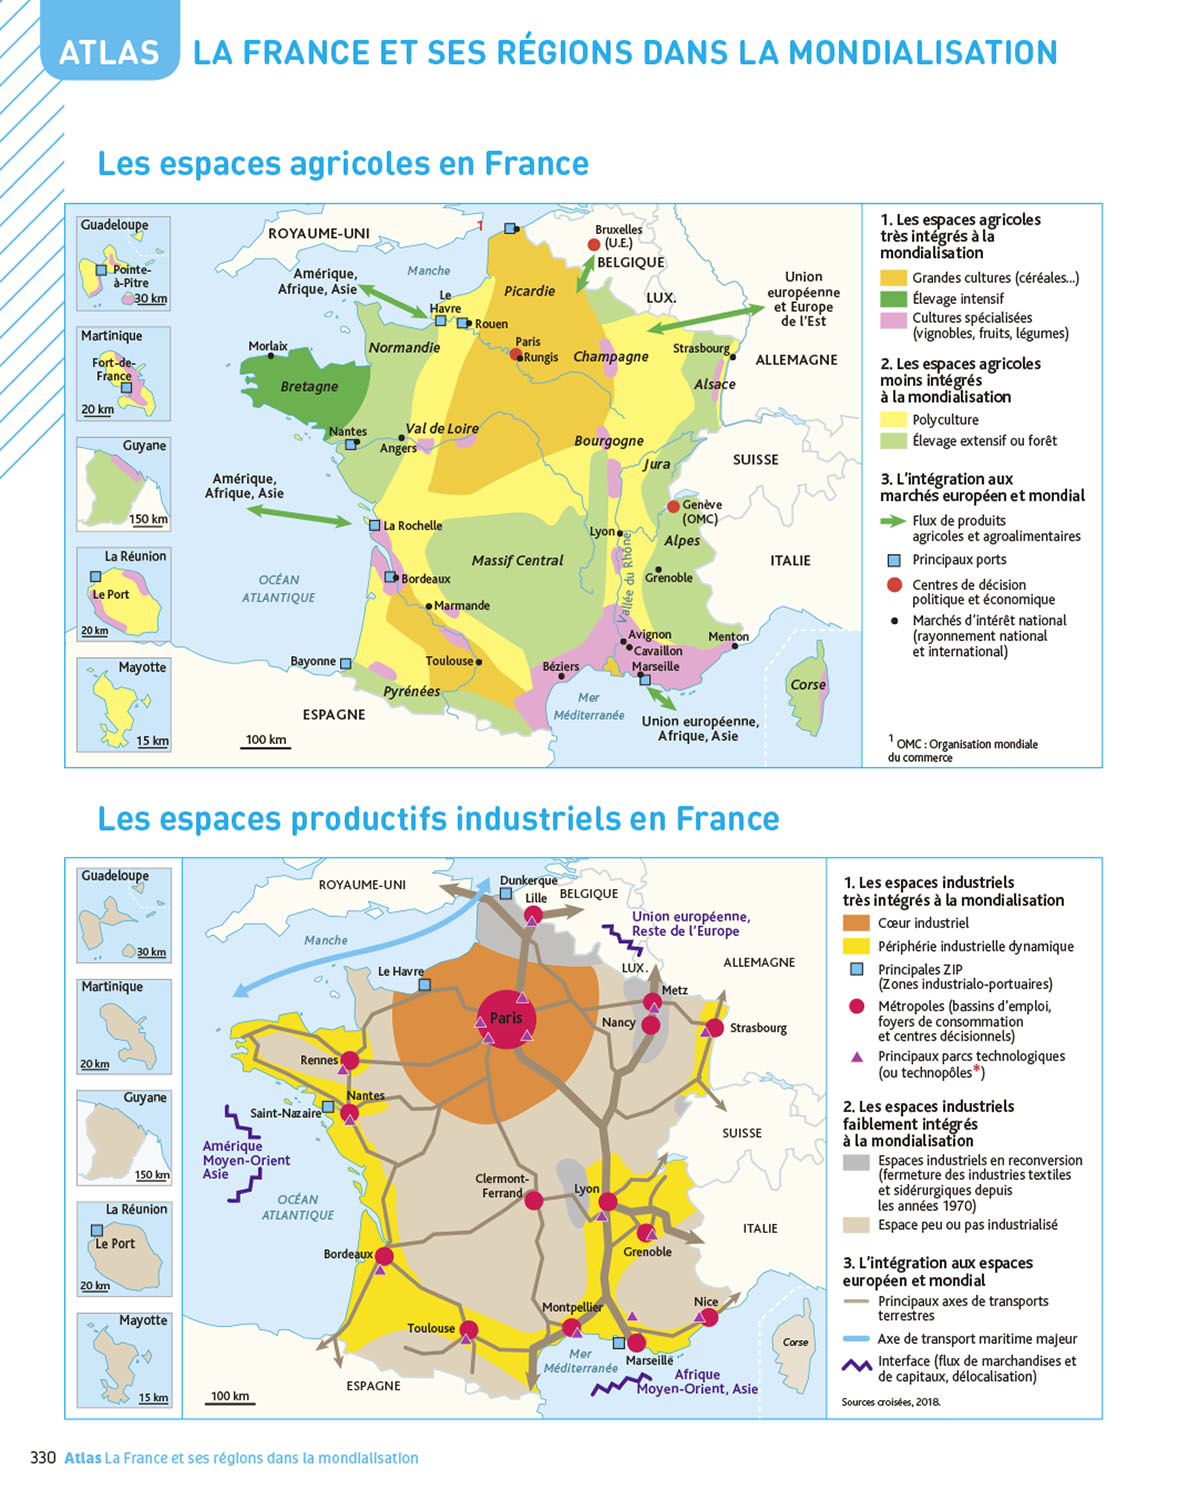 ATLAS
LA FRANCE ET SES RÉGIONS DANS LA MONDIALISATION
Les espaces agricoles en France
Guadeloupe
Pointe-
à-Pitre
30 km
Martinique
Fort-de-
France
20 km
Guyane
150 km
La Réunion
Le Port
20 km
Mayotte
15 km
ROYAUME-UNI
1
Bruxelles
(U.E.)
BELGIQUE
Amérique,
Afrique, Asie
Manche
Picardie
LUX.
Union
européenne
et Europe
de l'Est
Le
Havre
Rouen
Normandie
Paris
Rungis
Champagne
Strasbourg
ALLEMAGNE
Morlaix
Bretagne
Alsace
Nantes
Angers
Val de Loire
Bourgogne
Jura
SUISSE
Amérique,
Afrique, Asie
La Rochelle
Genève
(OMC)
Lyon
Alpes
Massif Central
ITALIE
OCÉAN
ATLANTIQUE
Bordeaux
Grenoble
Vallée du Rhône
Marmande
Avignon
Cavaillon
Menton
Bayonne
Toulouse
Béziers
Marseille
Pyrénées
Corse
Mer
Méditerranée
ESPAGNE
Union européenne,
Afrique, Asie
100 km
1. Les espaces agricoles
très intégrés à la
mondialisation
Grandes cultures (céréales...)
Élevage intensif
Cultures spécialisées
(vignobles, fruits, légumes)
2. Les espaces agricoles
moins intégrés
à la mondialisation
Polyculture
Élevage extensif ou forêt
3. L'intégration aux
marchés européen et mondial
Flux de produits
agricoles et agroalimentaires
Principaux ports
Centres de décision
politique et économique
Marchés d'intérêt national
(rayonnement national
et international)
1 OMC : Organisation mondiale
du commerce
Les espaces productifs industriels en France
Guadeloupe
30 km
Martinique
20 km
Guyane
150 km
La Réunion
Le Port
20 km
Mayotte
15 km
ROYAUME-UNI
Dunkerque
Lille
BELGIQUE
Union européenne,
Reste de l'Europe
Manche
Le Havre
LUX.
ALLEMAGNE
Metz
Paris
Nancy
Strasbourg
Rennes
Nantes
Saint-Nazaire
SUISSE
Amérique
Moyen-Orient
Asie
Clermont-
Ferrand
Lyon
OCÉAN
ATLANTIQUE
ITALIE
Bordeaux
Grenoble
Montpellier
Nice
Toulouse
Corse
Mer
Méditerranée
Marseille
ESPAGNE
Afrique
Moyen-Orient, Asie
100 km
1. Les espaces industriels
très intégrés à la mondialisation
Cœur industriel
Périphérie industrielle dynamique
Principales ZIP
(Zones industrialo-portuaires)
Métropoles (bassins d'emploi,
foyers de consommation
et centres décisionnels)
Principaux parcs technologiques
(ou technopôles*)
2. Les espaces industriels
faiblement intégrés
à la mondialisation
Espaces industriels en reconversion
(fermeture des industries textiles
et sidérurgiques depuis
les années 1970)
Espace peu ou pas industrialisé
3. L'intégration aux espaces
européen et mondial
Principaux axes de transports
terrestres
Axe de transport maritime majeur
Interface (flux de marchandises et
de capitaux, délocalisation)
Sources croisées, 2018.
330 Atlas La France et ses régions dans la mondialisation